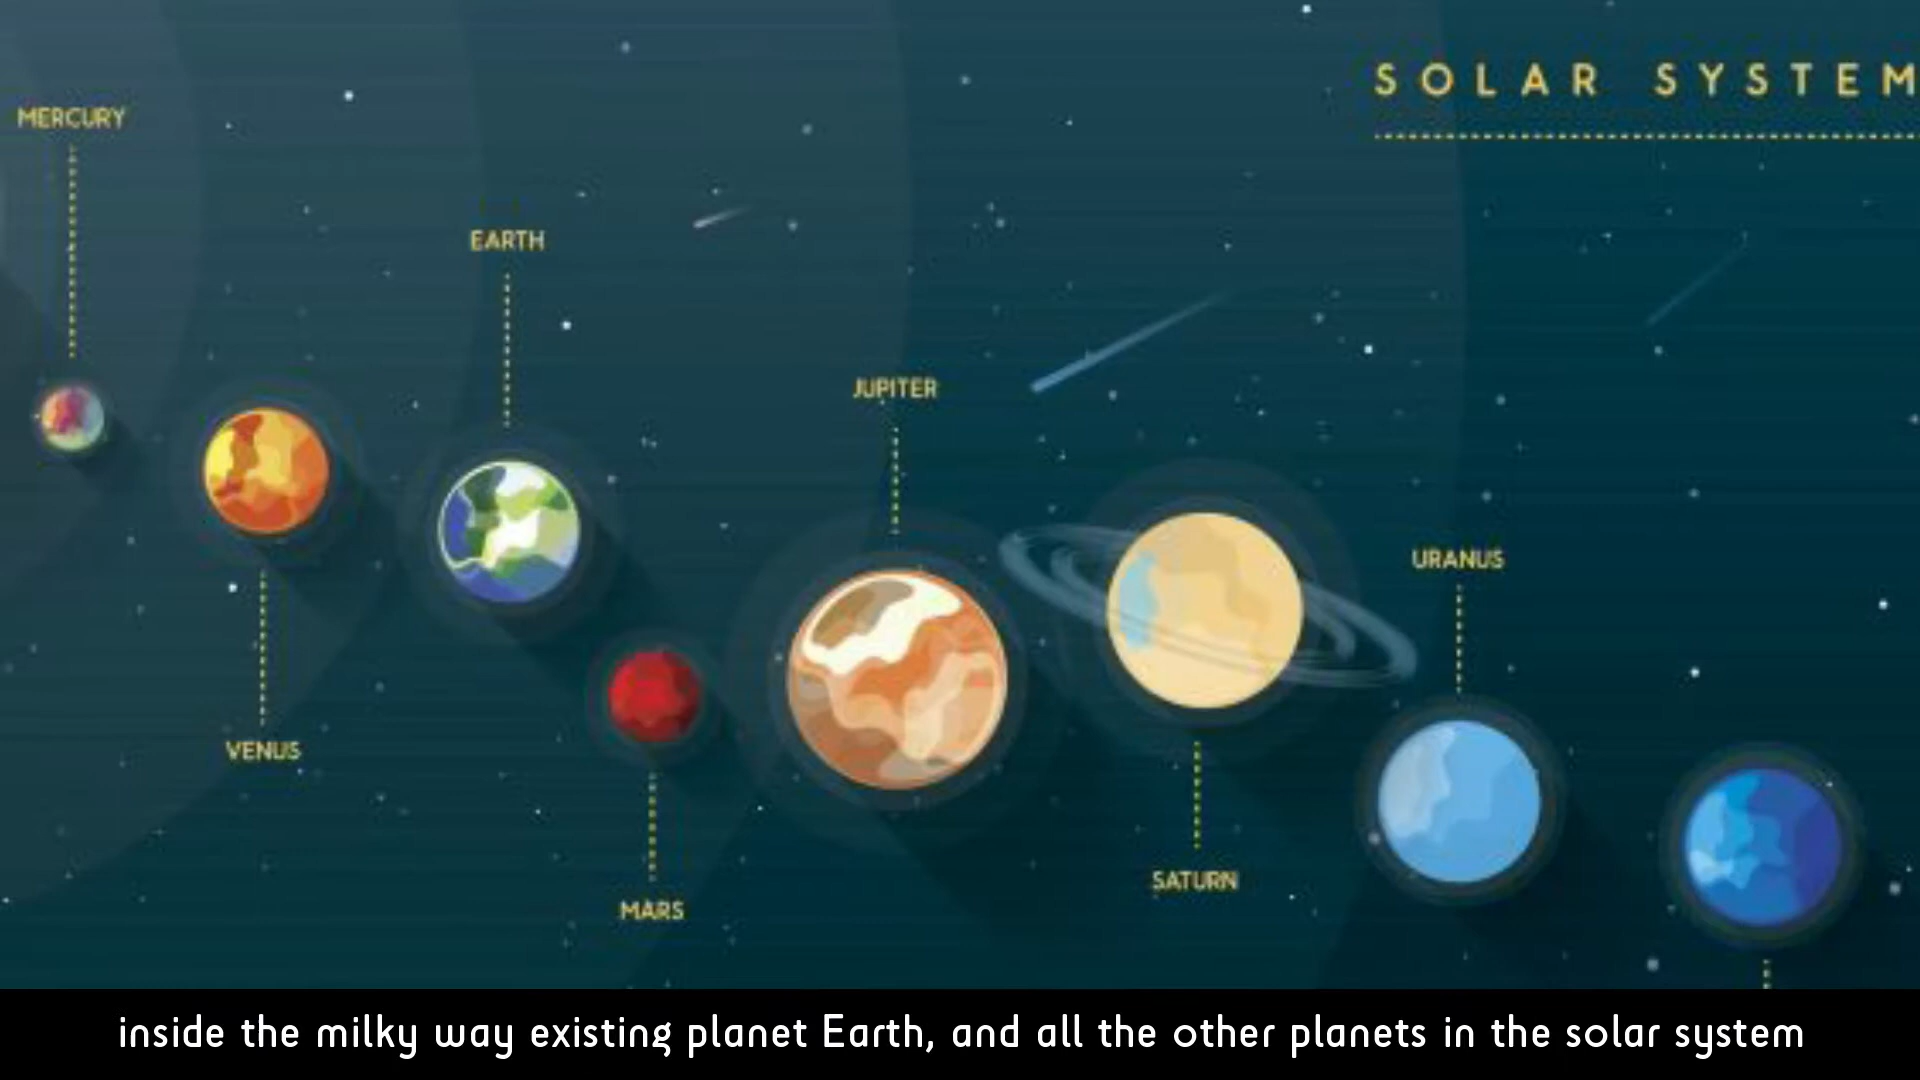 SOLAR SYSTEM
MERCURY
EARTH
JUPITER
URANUS
VENUS
SATURN
MARS
inside the milky way existing planet Earth, and all the other planets in the solar system